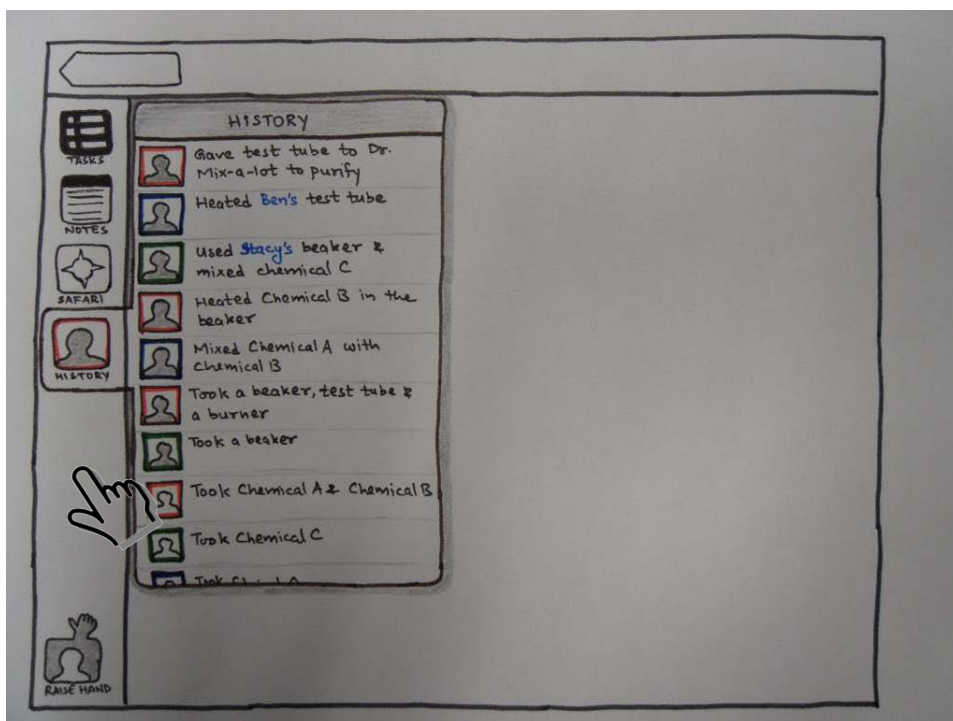 TASKS
NOTES
SAFARI
HISTORY
RAISE HAND
HISTORY
Gave test tube to Dr.
Mix-a-lot to purify
Heated Ben's test tube
Used Stacy's beaker &
mixed chemical C
Heated Chemical B in the
beaker
Mixed Chemical A with
Chemical B
Took a beaker, test tube &
a burner
Took a beaker
Took Chemical A & Chemical B
Took Chemical C
Took